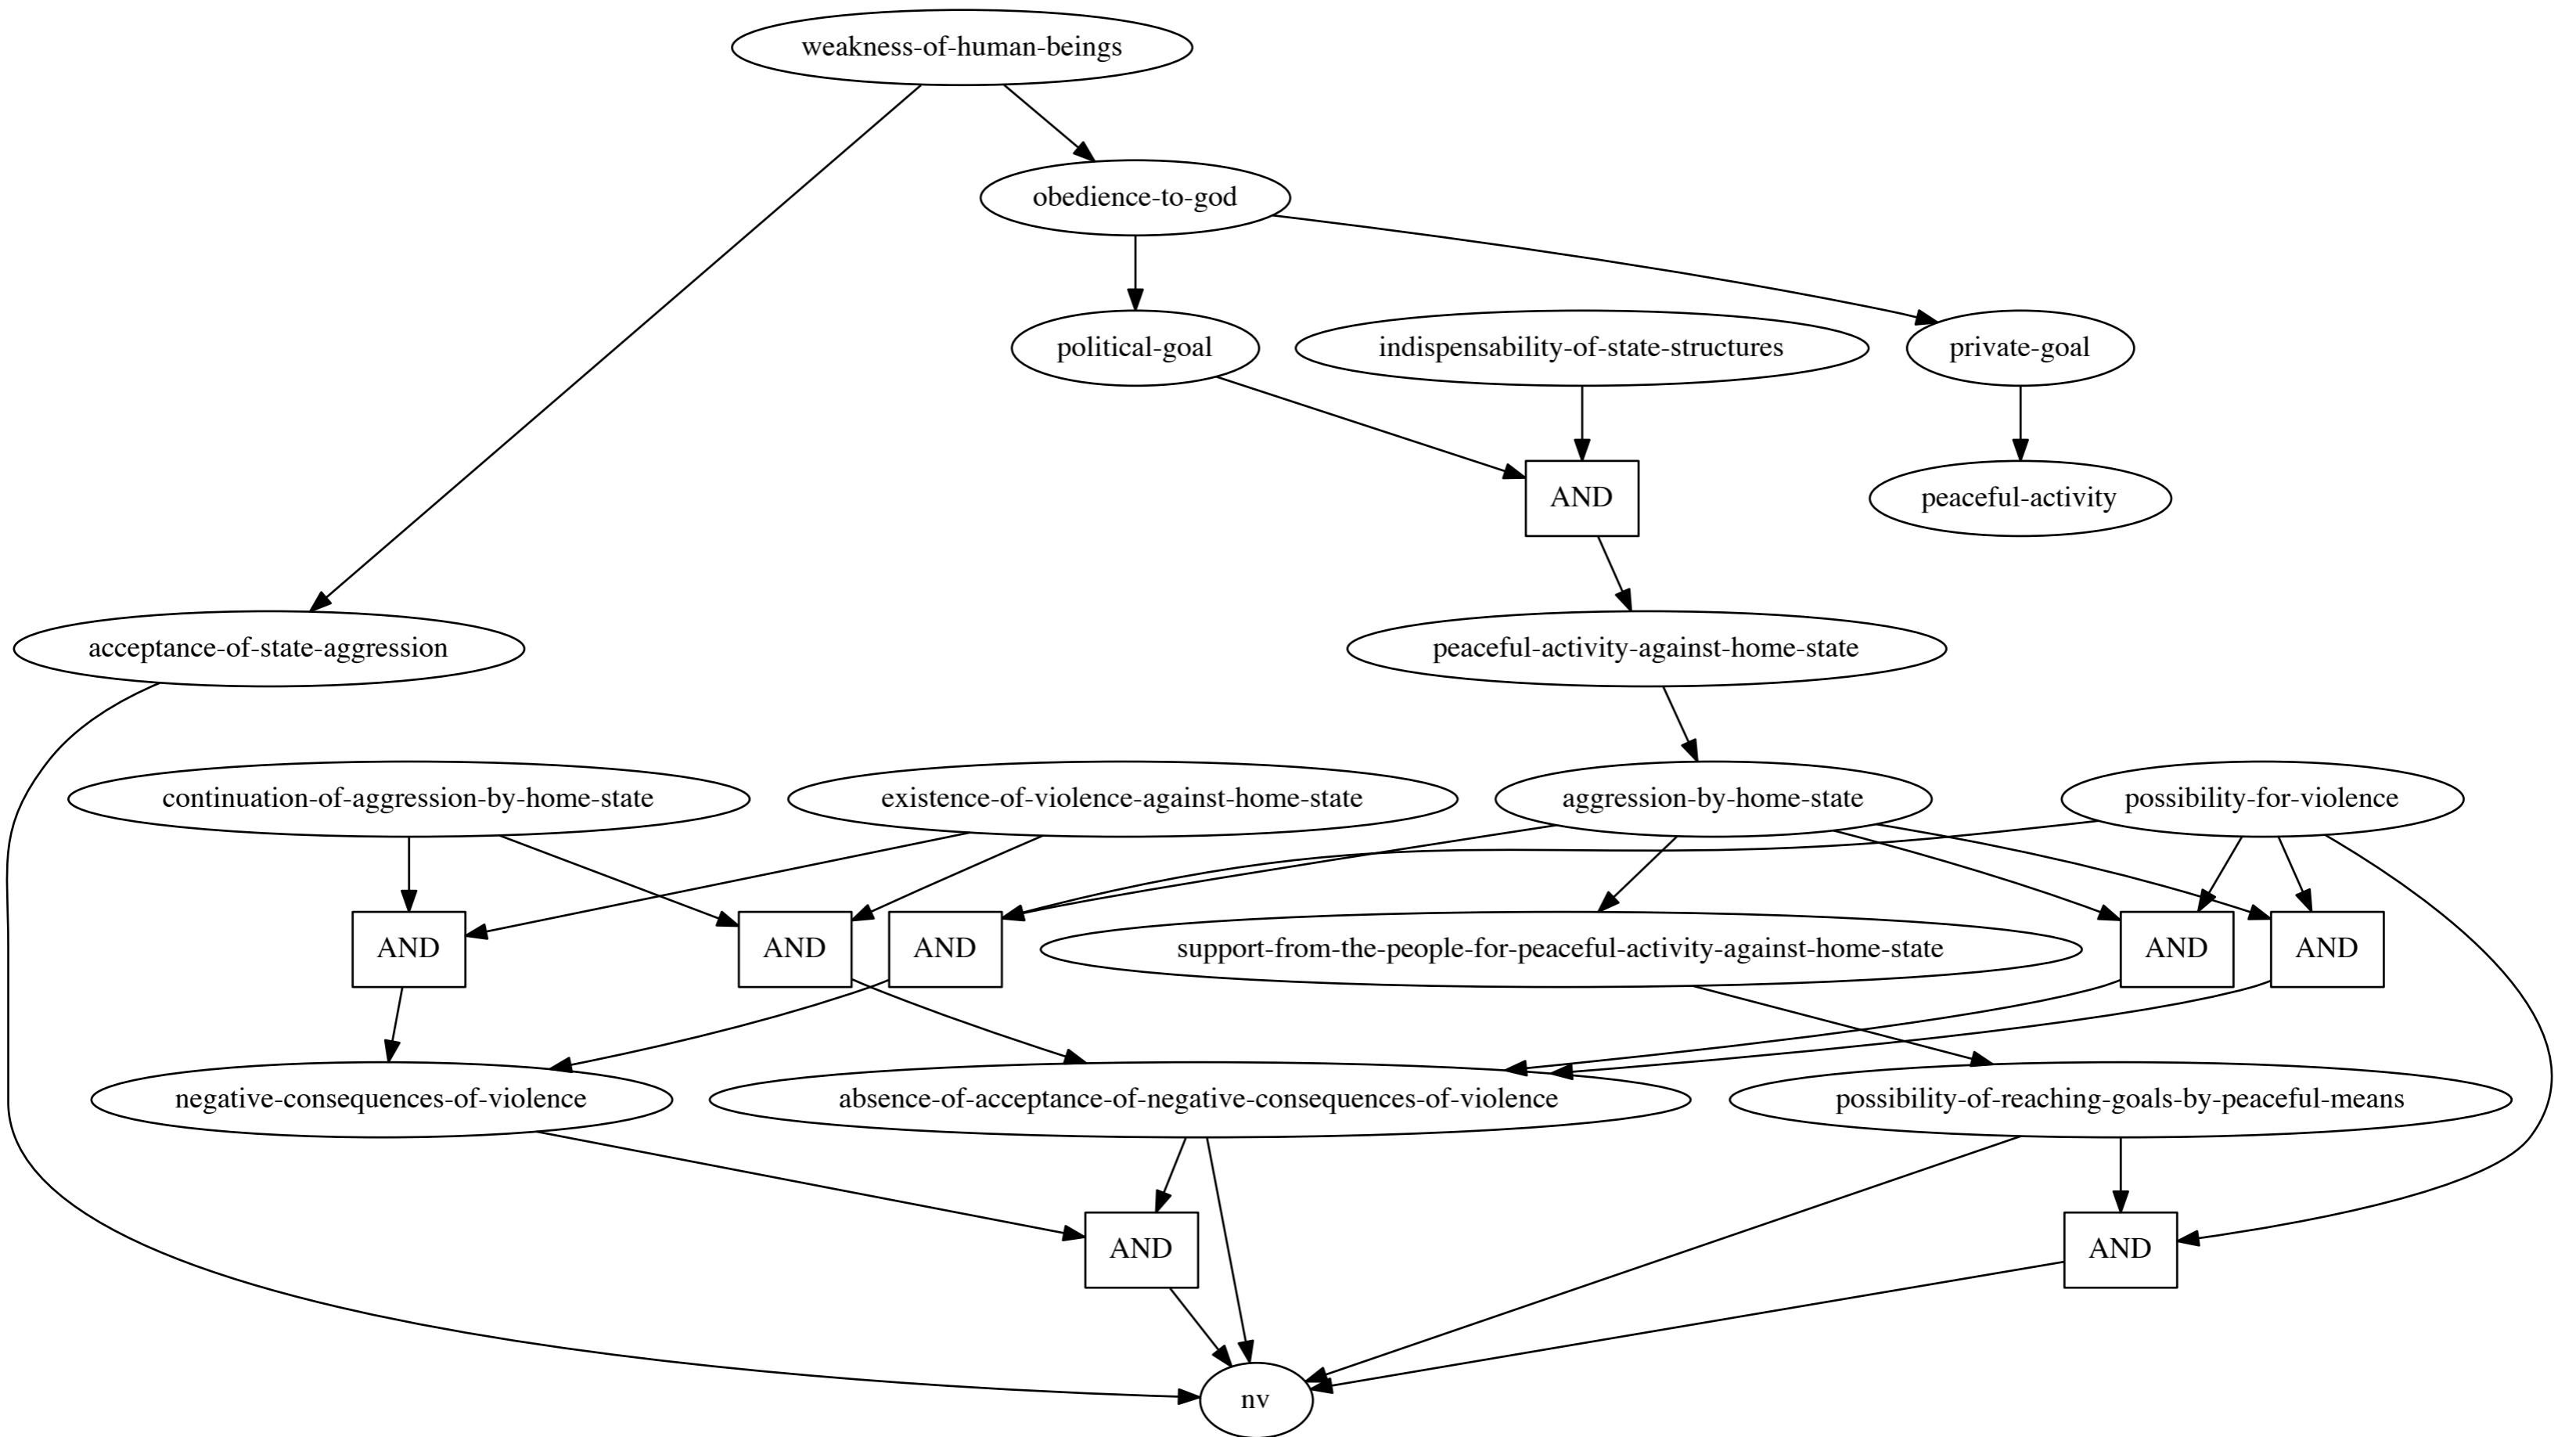 weakness-of-human-beings
obedience-to-god
political-goal
indispensability-of-state-structures
private-goal
AND
peaceful-activity
acceptance-of-state-aggression
peaceful-activity-against-home-state
continuation-of-aggression-by-home-state
existence-of-violence-against-home-state
aggression-by-home-state
possibility-for-violence
AND
AND
AND
support-from-the-people-for-peaceful-activity-against-home-state
AND
AND
negative-consequences-of-violence
absence-of-acceptance-of-negative-consequences-of-violence
possibility-of-reaching-goals-by-peaceful-means
AND
AND
nv